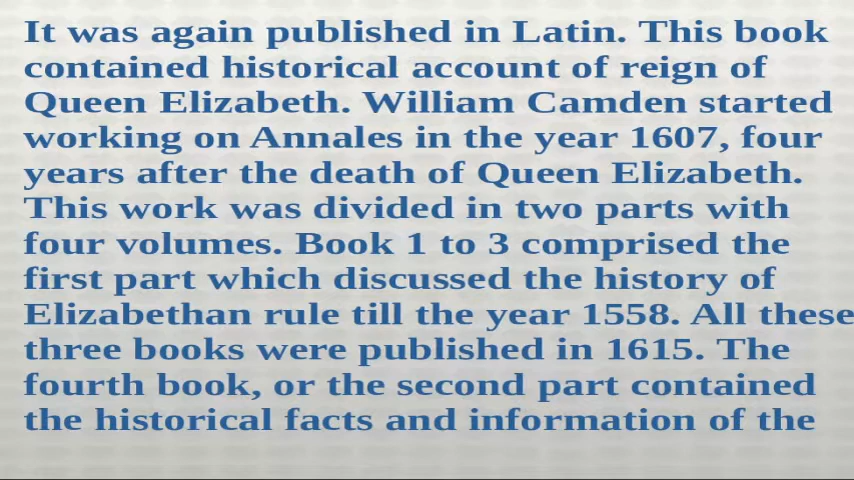 It was again published in Latin. This book
contained historical account of reign of
Queen Elizabeth. William Camden started
working on Annales in the year 1607, four
years after the death of Queen Elizabeth.
This work was divided in two parts with
four volumes. Book 1 to 3 comprised the
first part which discussed the history of
Elizabethan rule till the year 1558. All these
three books were published in 1615. The
fourth book, or the second part contained
the historical facts and information of the